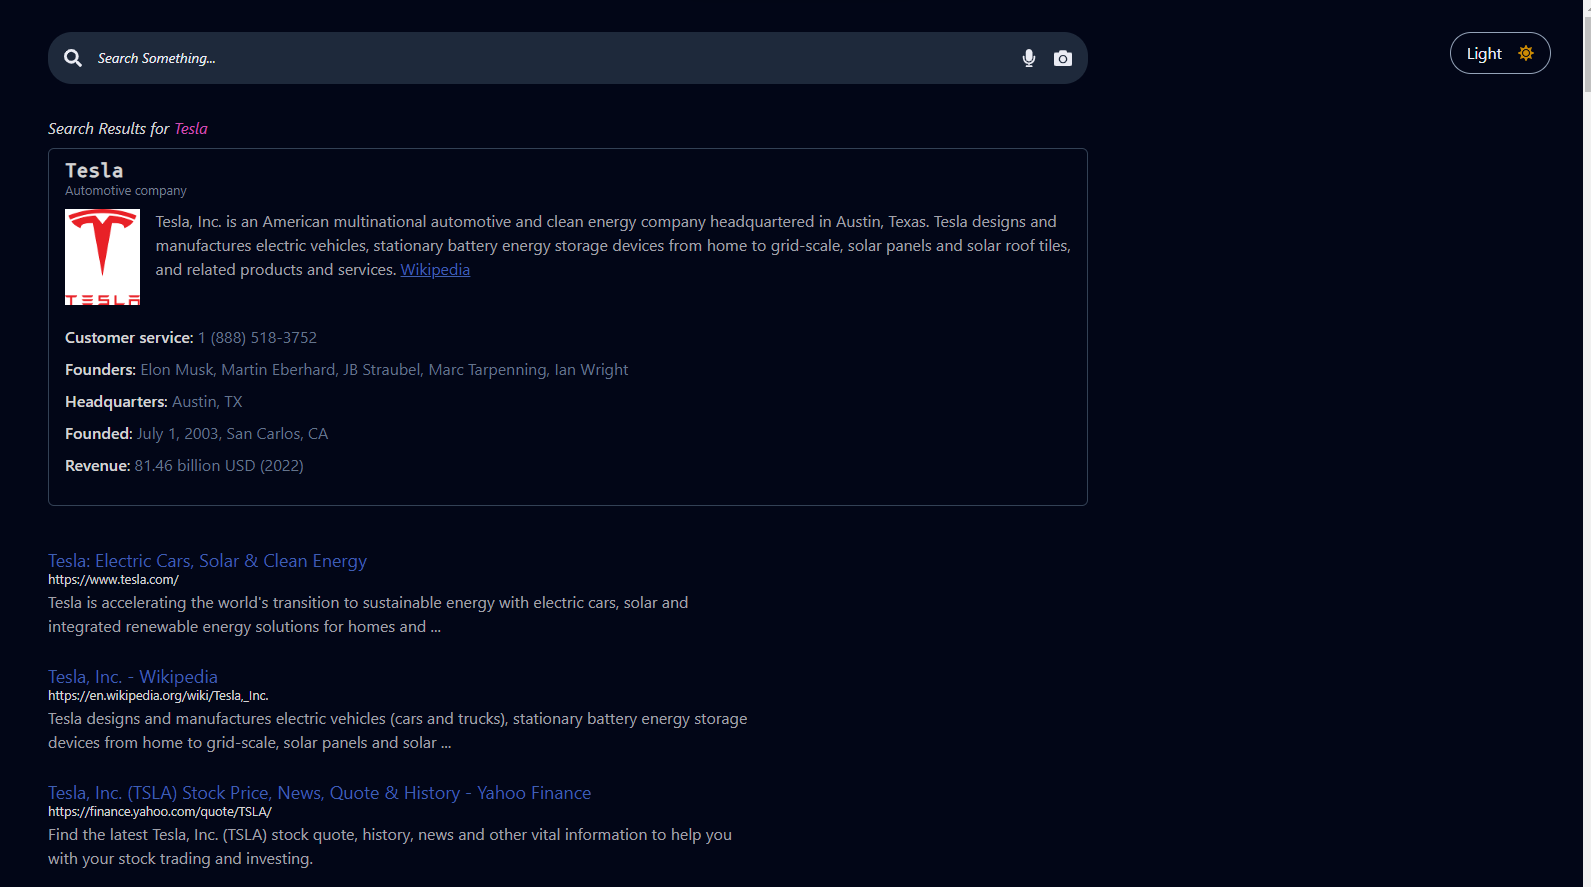 Search Something...
Light
Search Results for Tesla
Tesla
Automotive company
Tesla, Inc. is an American multinational automotive and clean energy company headquartered in Austin, Texas. Tesla designs and
manufactures electric vehicles, stationary battery energy storage devices from home to grid-scale, solar panels and solar roof tiles,
and related products and services. Wikipedia
TESLA
Customer service: 1 (888) 518-3752
Founders: Elon Musk, Martin Eberhard, JB Straubel, Marc Tarpenning, Ian Wright
Headquarters: Austin, TX
Founded: July 1, 2003, San Carlos, CA
Revenue: 81.46 billion USD (2022)
Tesla: Electric Cars, Solar & Clean Energy
https://www.tesla.com/
Tesla is accelerating the world's transition to sustainable energy with electric cars, solar and
integrated renewable energy solutions for homes and ...
Tesla, Inc. - Wikipedia
https://en.wikipedia.org/wiki/Tesla,_Inc.
Tesla designs and manufactures electric vehicles (cars and trucks), stationary battery energy storage
devices from home to grid-scale, solar panels and solar ...
Tesla, Inc. (TSLA) Stock Price, News, Quote & History - Yahoo Finance
https://finance.yahoo.com/quote/TSLA/
Find the latest Tesla, Inc. (TSLA) stock quote, history, news and other vital information to help you
with your stock trading and investing.